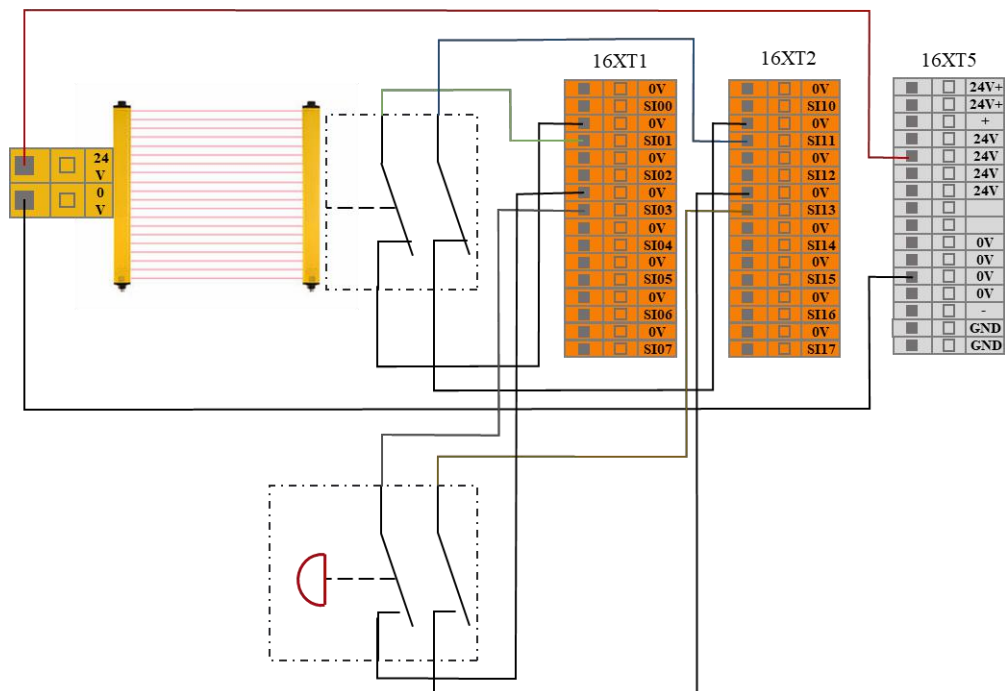 16XT1
16XT2
16XT5
24
V
0
V
0V
SI00
0V
SI01
0V
SI02
0V
SI03
0V
SI04
0V
SI05
0V
SI06
0V
SI07
0V
SI10
0V
SI11
0V
SI12
0V
SI13
0V
SI14
0V
SI15
0V
SI16
0V
SI17
24V+
24V+
+
24V
24V
24V
24V
0V
0V
0V
0V
-
GND
GND